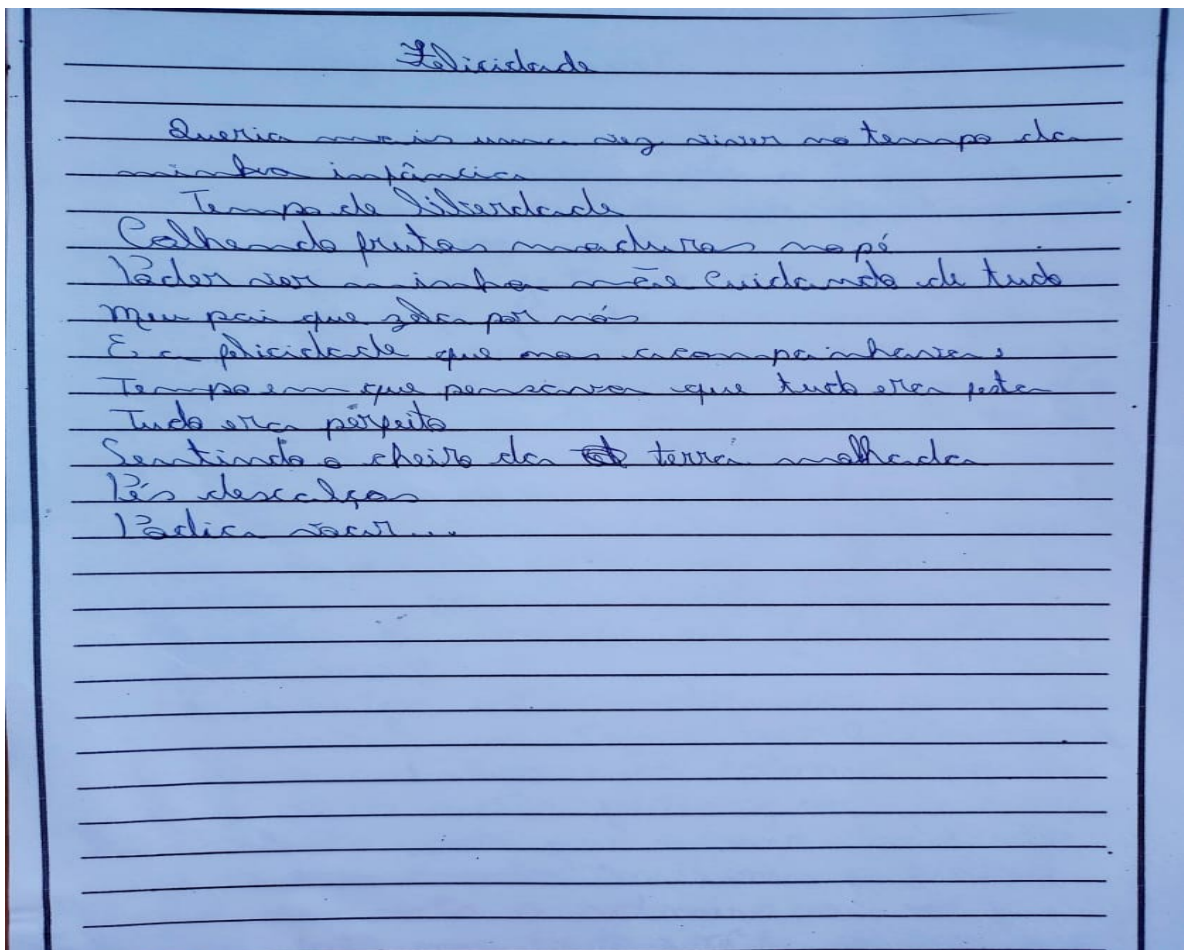 Felicidade
Queria mais uma vez viver no tempo da
minha infância
Tempo de liberdade
Colhendo frutas maduras no pé
Poder ver minha mãe cuidando de tudo
Meu pai que zela por nós
E a felicidade que nos acompainhava:
Tempo em que pensava que tudo era festa
Tudo era perfeito
Sentindo o cheiro da terra molhada
Pés descalços
Podia voar...